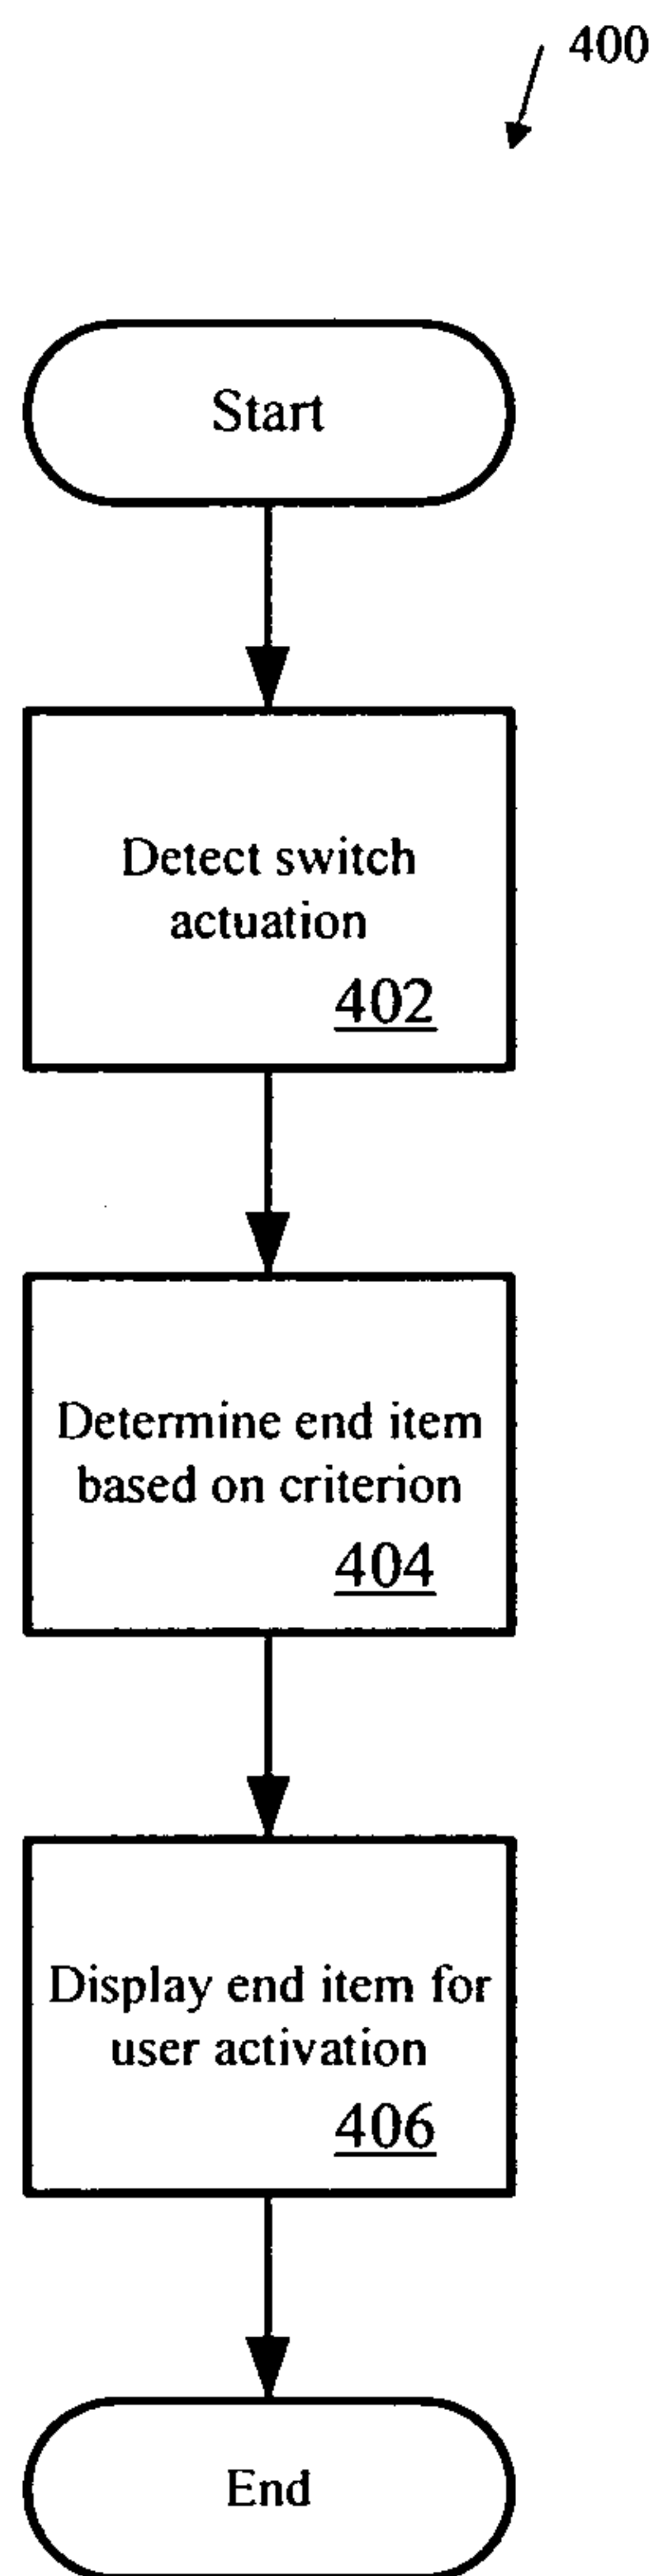 400
Start
Detect switch
actuation
402
Determine end item
based on criterion
404
Display end item for
user activation
406
End